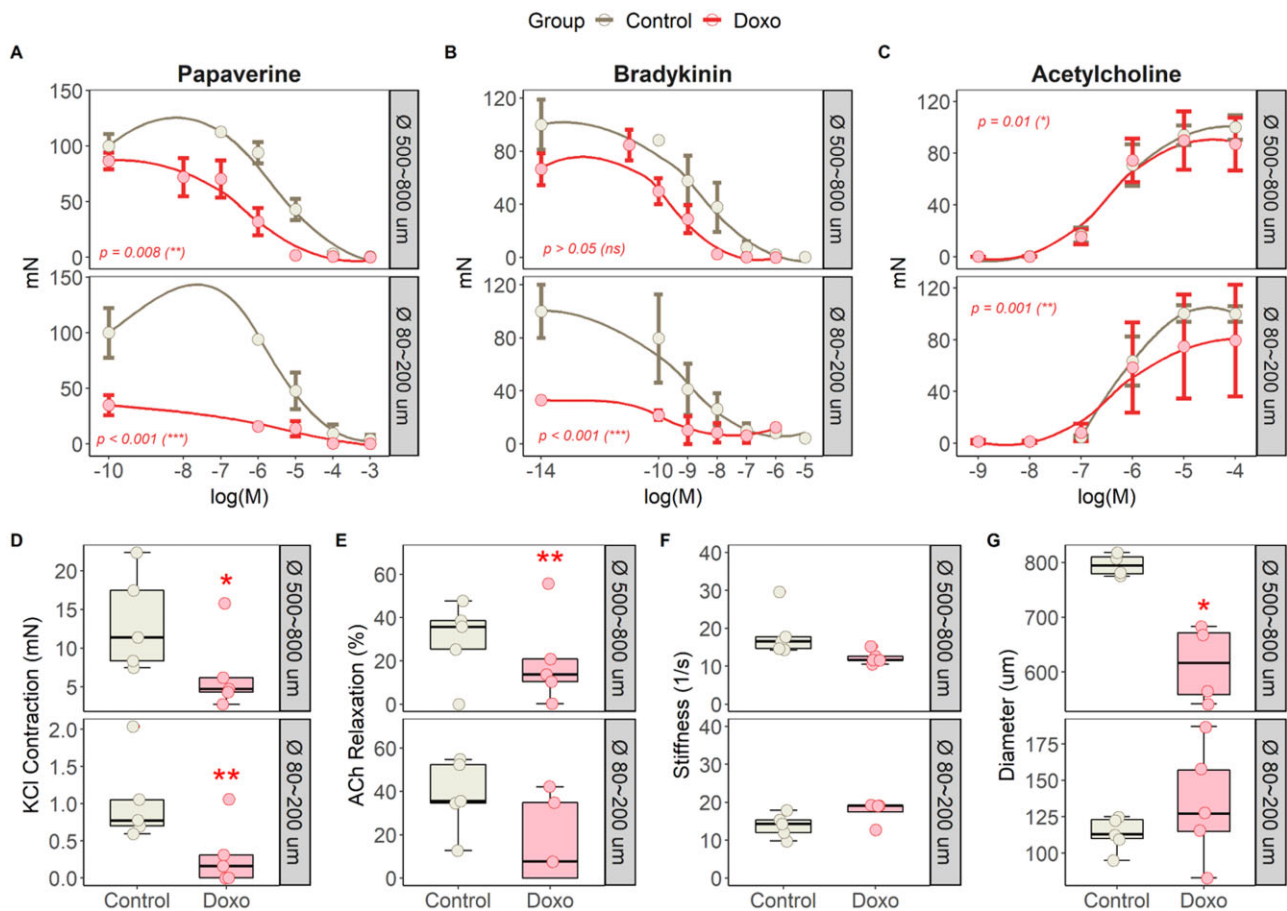 Group Control Doxo
A
Papaverine
150
100
50
0
mN
p = 0.008 (**)
Ø 500~800 um
150
100
50
0
p < 0.001 (***)
Ø 80~200 um
-10 -8 -7 -6 -5 -4 -3
log(M)
B
Bradykinin
120
80
40
0
mN
p > 0.05 (ns)
Ø 500~800 um
120
80
40
0
p < 0.001 (***)
Ø 80~200 um
-14 -10 -9 -8 -7 -6 -5
log(M)
C
Acetylcholine
120
80
40
0
mN
p = 0.01 (*)
Ø 500~800 um
120
80
40
0
p = 0.001 (**)
Ø 80~200 um
-9 -8 -7 -6 -5 -4
log(M)
D
KCl Contraction (mN)
20
15
10
5
*
Ø 500~800 um
2.0
1.5
1.0
0.5
0.0
**
Ø 80~200 um
Control Doxo
E
ACh Relaxation (%)
60
40
20
0
**
Ø 500~800 um
60
40
20
0
Ø 80~200 um
Control Doxo
F
Stiffness (1/s)
40
30
20
10
0
Ø 500~800 um
40
30
20
10
0
Ø 80~200 um
Control Doxo
G
Diameter (um)
800
700
600
*
Ø 500~800 um
175
150
125
100
Ø 80~200 um
Control Doxo